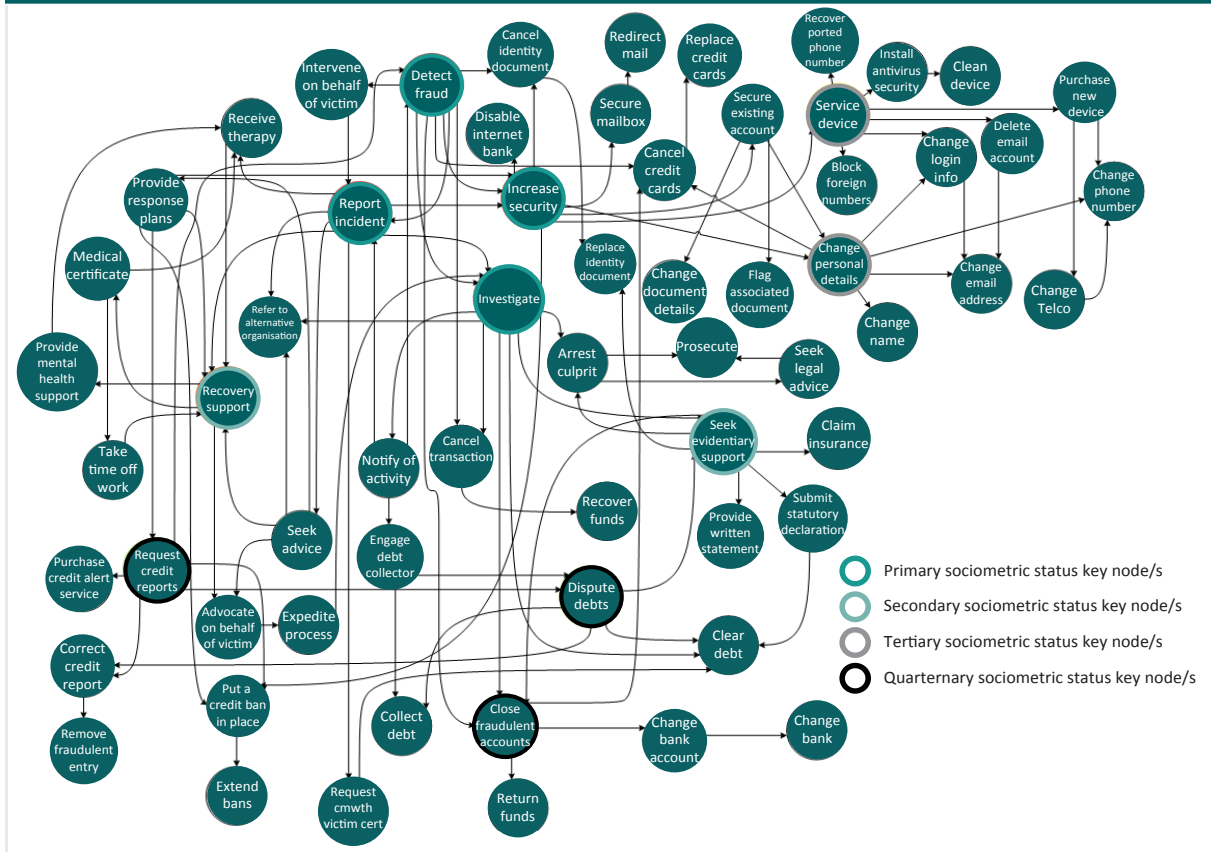 Recover
ported
phone
number
Redirect
mail
Cancel
identity
document
Replace
credit
cards
Install
antivirus
security
Clean
device
Intervene
on behalf
of victim
Detect
fraud
Purchase
new
device
Secure
mailbox
Secure
existing
account
Service
device
Receive
therapy
Disable
internet
bank
Delete
email
account
Change
login
info
Cancel
credit
cards
Block
foreign
numbers
Change
phone
number
Provide
response
plans
Report
incident
Increase
security
Medical
certificate
Replace
identity
document
Change
document
details
Flag
associated
document
Change
personal
details
Change
email
address
Change
Telco
Investigate
Refer to
alternative
organisation
Change
name
Provide
mental
health
support
Arrest
culprit
Prosecute
Seek
legal
advice
Recovery
support
Seek
evidentiary
support
Claim
insurance
Take
time off
work
Notify of
activity
Cancel
transaction
Recover
funds
Provide
written
statement
Submit
statutory
declaration
Seek
advice
Engage
debt
collector
Purchase
credit alert
service
Request
credit
reports
Dispute
debts
Primary sociometric status key node/s
Secondary sociometric status key node/s
Tertiary sociometric status key node/s
Quarternary sociometric status key node/s
Advocate
on behalf
of victim
Expedite
process
Clear
debt
Correct
credit
report
Put a
credit ban
in place
Collect
debt
Close
fraudulent
accounts
Change
bank
account
Change
bank
Remove
fraudulent
entry
Extend
bans
Request
cmwth
victim cert
Return
funds